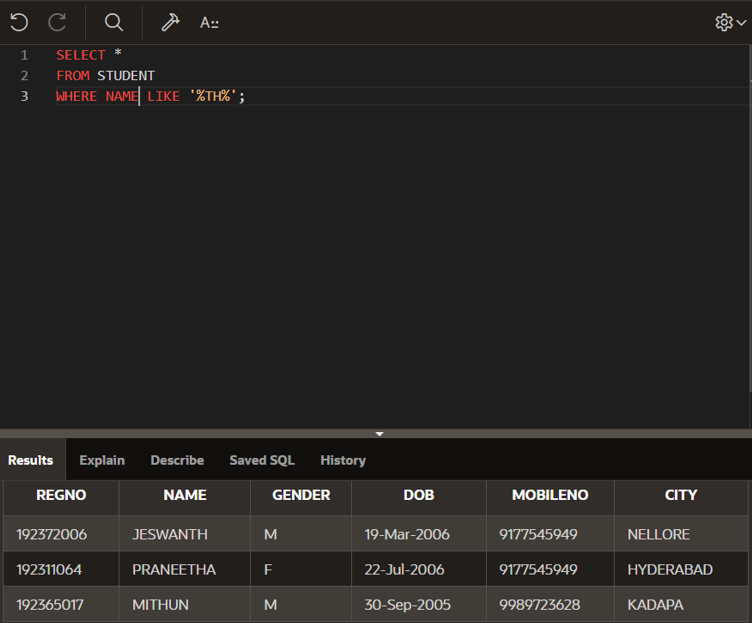 A::
1 SELECT *
2 FROM STUDENT
3 WHERE NAME LIKE '%TH%';
Results Explain Describe Saved SQL History
REGNO NAME GENDER DOB MOBILENO CITY
192372006 JESWANTH M 19-Mar-2006 9177545949 NELLORE
192311064 PRANEETHA F 22-Jul-2006 9177545949 HYDERABAD
192365017 MITHUN M 30-Sep-2005 9989723628 KADAPA